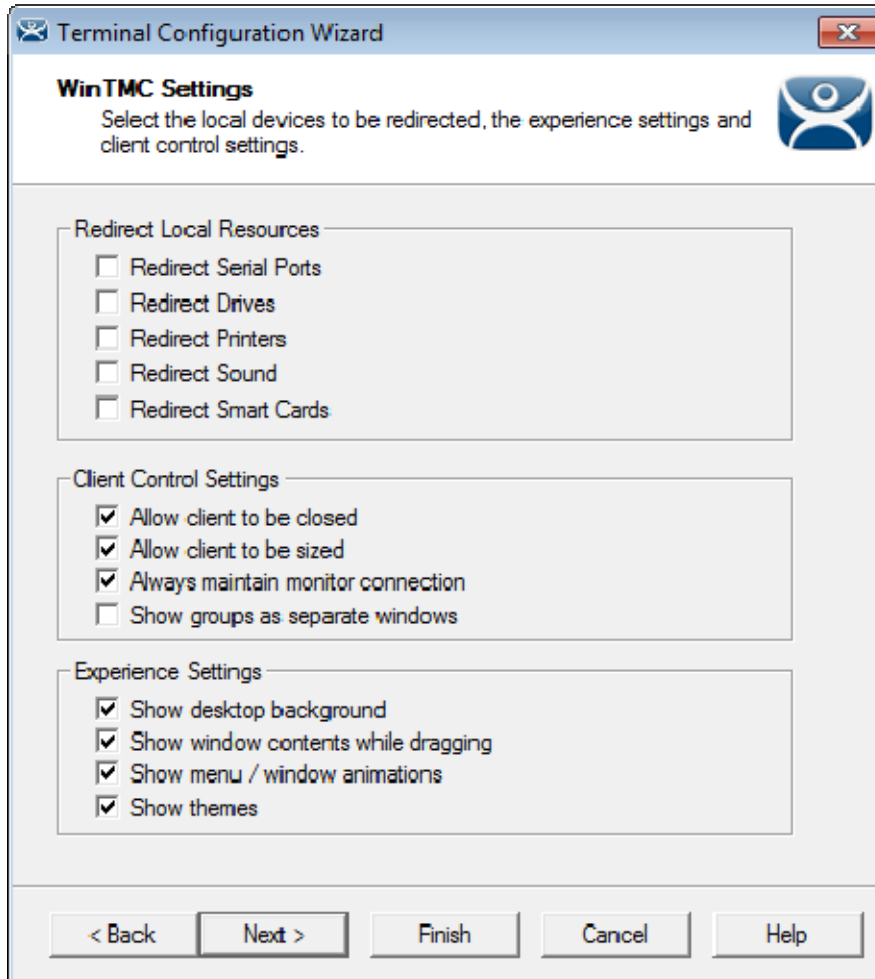 Terminal Configuration Wizard
WinTMC Settings
Select the local devices to be redirected, the experience settings and
client control settings.
Redirect Local Resources
Redirect Serial Ports
Redirect Drives
Redirect Printers
Redirect Sound
Redirect Smart Cards
Client Control Settings
Allow client to be closed
Allow client to be sized
Always maintain monitor connection
Show groups as separate windows
Experience Settings
Show desktop background
Show window contents while dragging
Show menu / window animations
Show themes
< Back Next > Finish Cancel Help